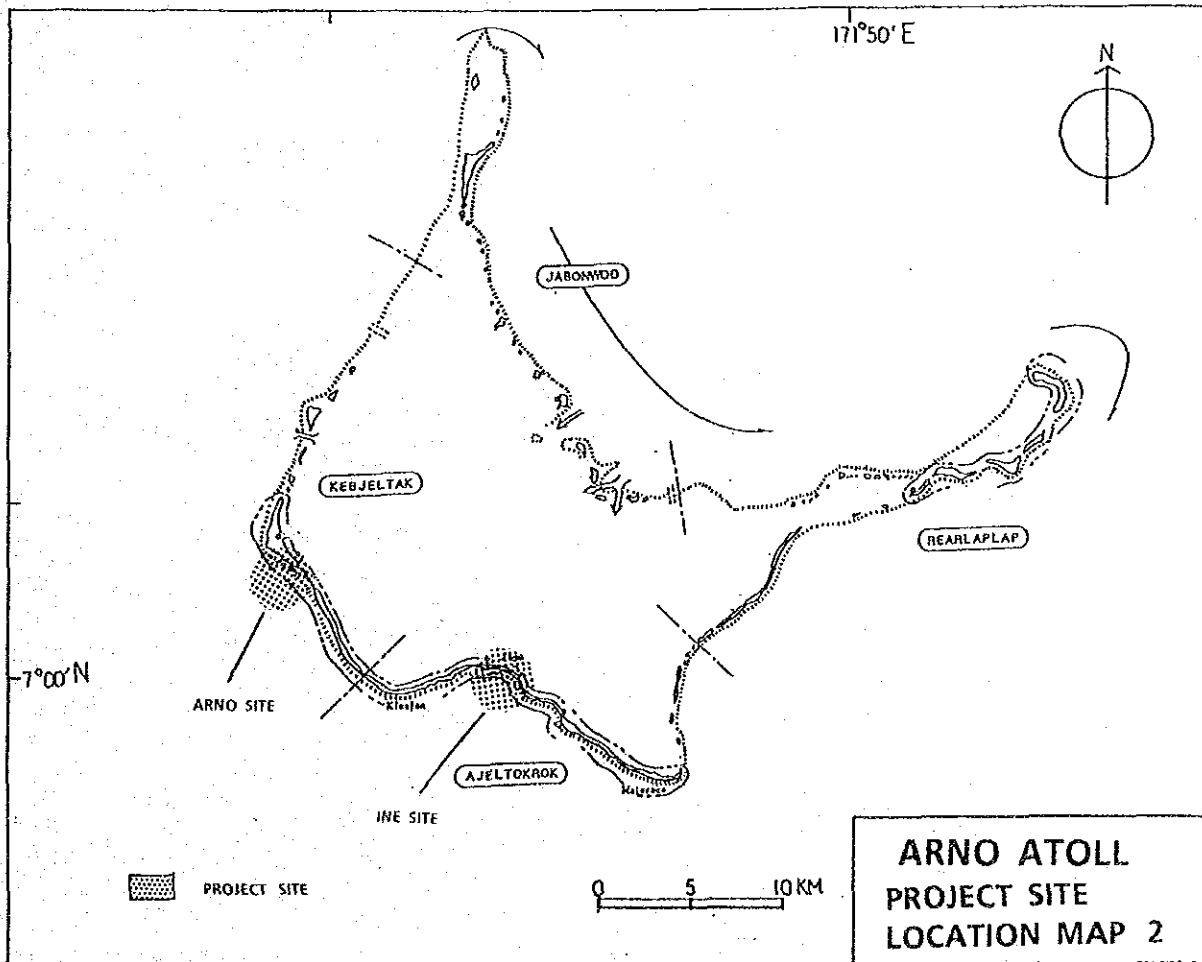 171°50' E
N
JABONWOD
KEBJELTAK
REARLAPLAP
7°00' N
ARNO SITE
AJELTOKROK
INE SITE
PROJECT SITE
0 5 10 KM
ARNO ATOLL
PROJECT SITE
LOCATION MAP 2